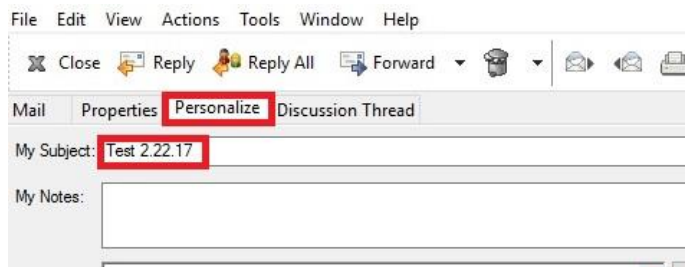 File Edit View Actions Tools Window Help
Close Reply Reply All Forward
Mail Properties Personalize Discussion Thread
My Subject: Test 2.22.17
My Notes: